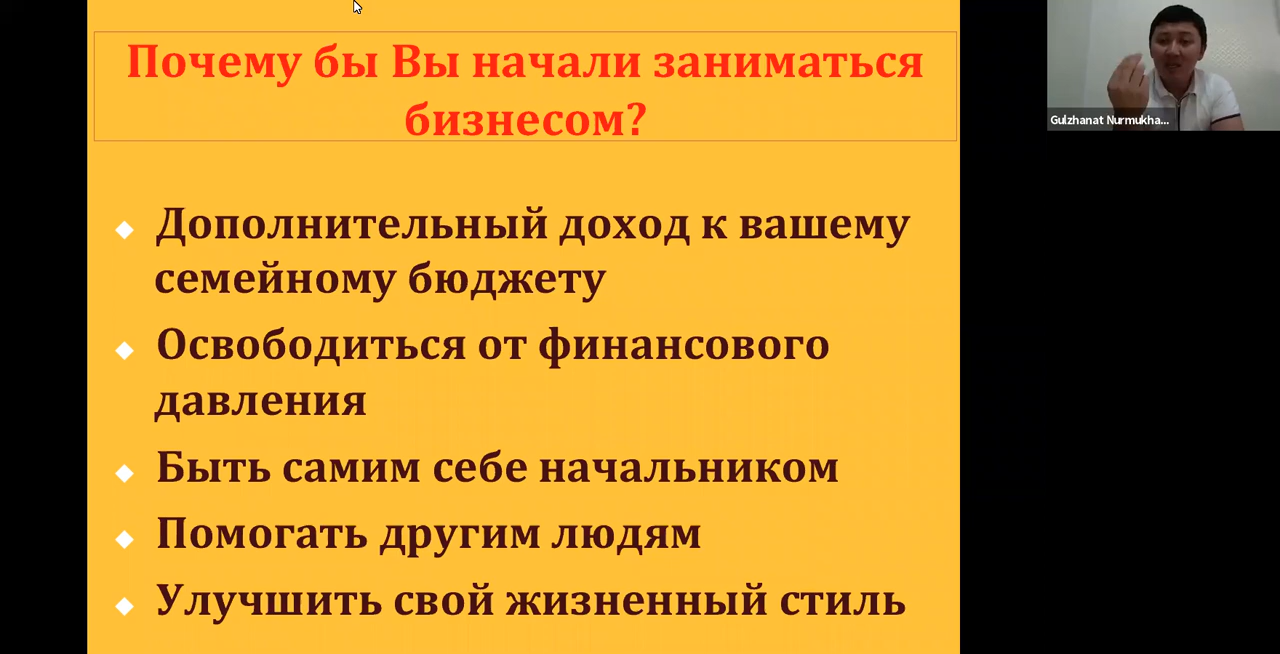 Почему бы Вы начали заниматься
бизнесом?
Дополнительный доход к вашему
семейному бюджету
Освободиться от финансового
давления
Быть самим себе начальником
Помогать другим людям
Улучшить свой жизненный стиль
Gulzhanat Nurmukha...